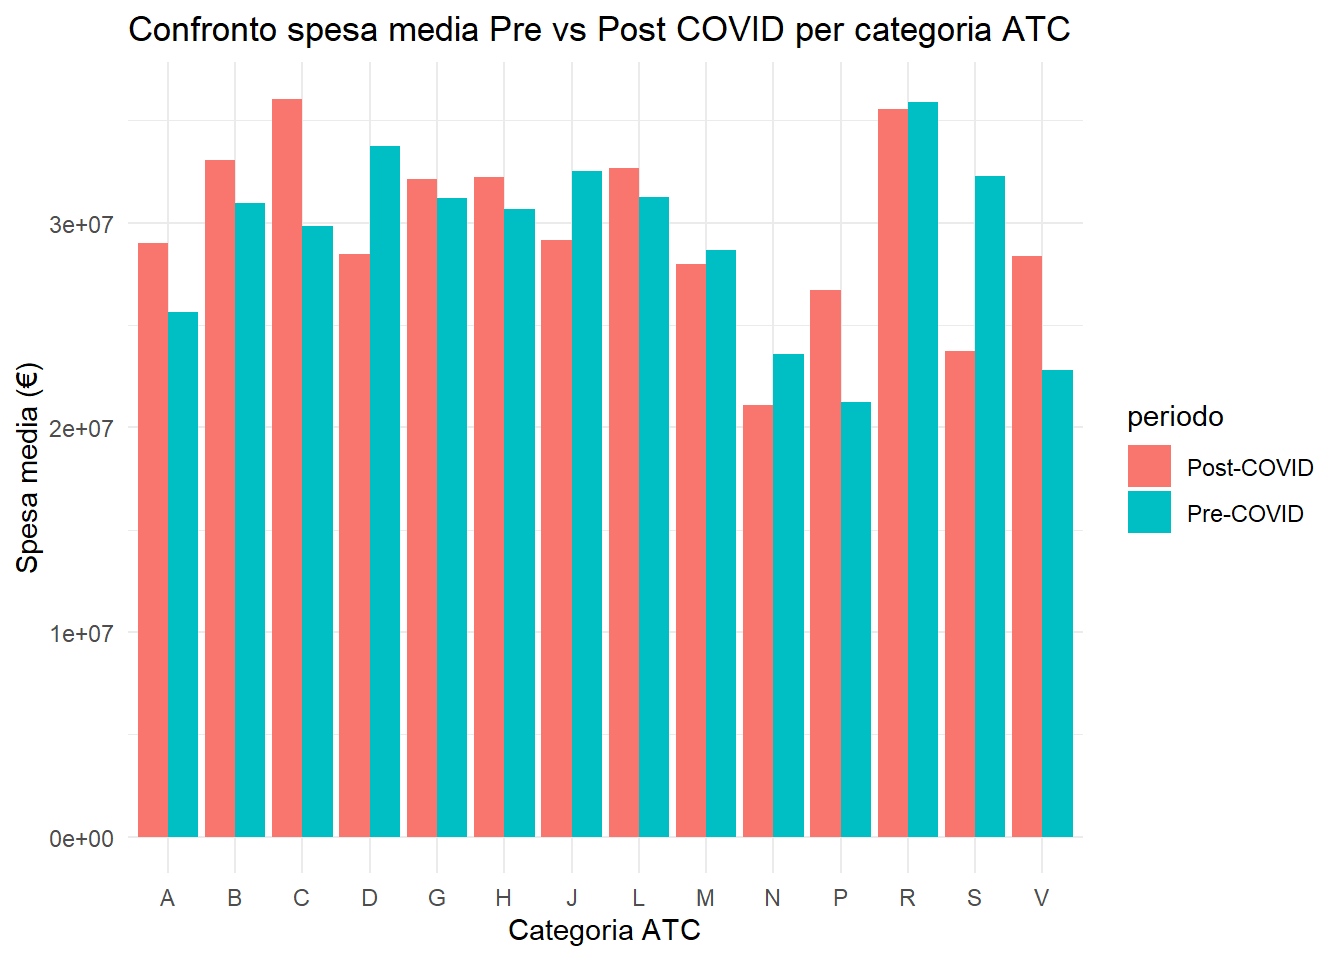 Confronto spesa media Pre vs Post COVID per categoria ATC
Spesa media (€)
3e+07
2e+07
1e+07
0e+00
A B C D G H J L M N P R S V
Categoria ATC
periodo
Post-COVID
Pre-COVID